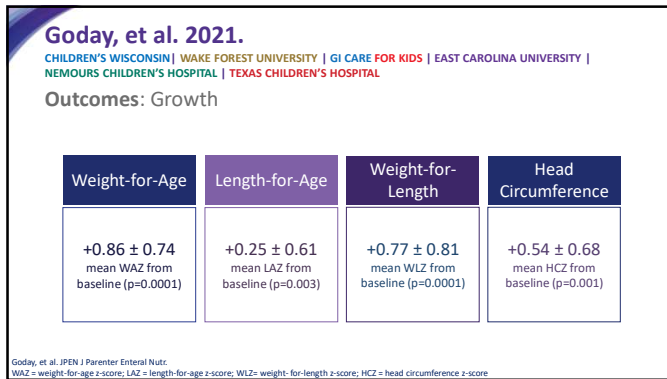 Goday, et al. 2021.
CHILDREN'S WISCONSIN| WAKE FOREST UNIVERSITY | GI CARE FOR KIDS | EAST CAROLINA UNIVERSITY |
NEMOURS CHILDREN'S HOSPITAL | TEXAS CHILDREN'S HOSPITAL
Outcomes: Growth
Weight-for-Age
+0.86 ± 0.74
mean WAZ from
baseline (p=0.0001)
Length-for-Age
+0.25 ± 0.61
mean LAZ from
baseline (p=0.003)
Weight-for-
Length
+0.77 ± 0.81
mean WLZ from
baseline (p=0.0001)
Head
Circumference
+0.54 ± 0.68
mean HCZ from
baseline (p=0.001)
Goday, et al. JPEN J Parenter Enteral Nutr.
WAZ = weight-for-age z-score; LAZ = length-for-age z-score; WLZ= weight- for-length z-score; HCZ = head circumference z-score